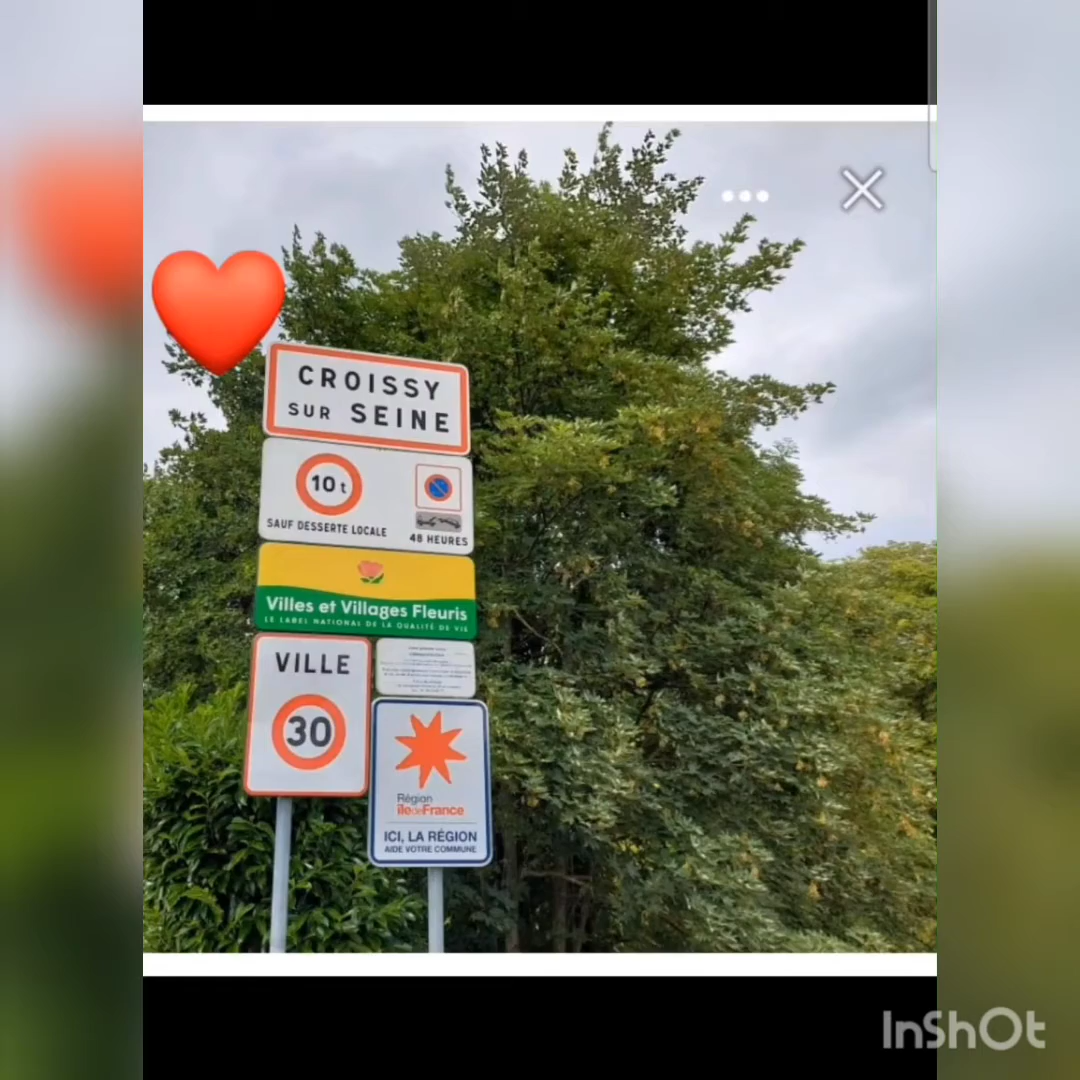 CROISSY
SUR SEINE
10 t
SAUF DESSERTE LOCALE
48 HEURES
Villes et Villages Fleuris
LE LABEL NATIONAL DE LA QUALITÉ DE VIE
VILLE
30
Région
îledeFrance
ICI, LA RÉGION
AIDE VOTRE COMMUNE
InShOt